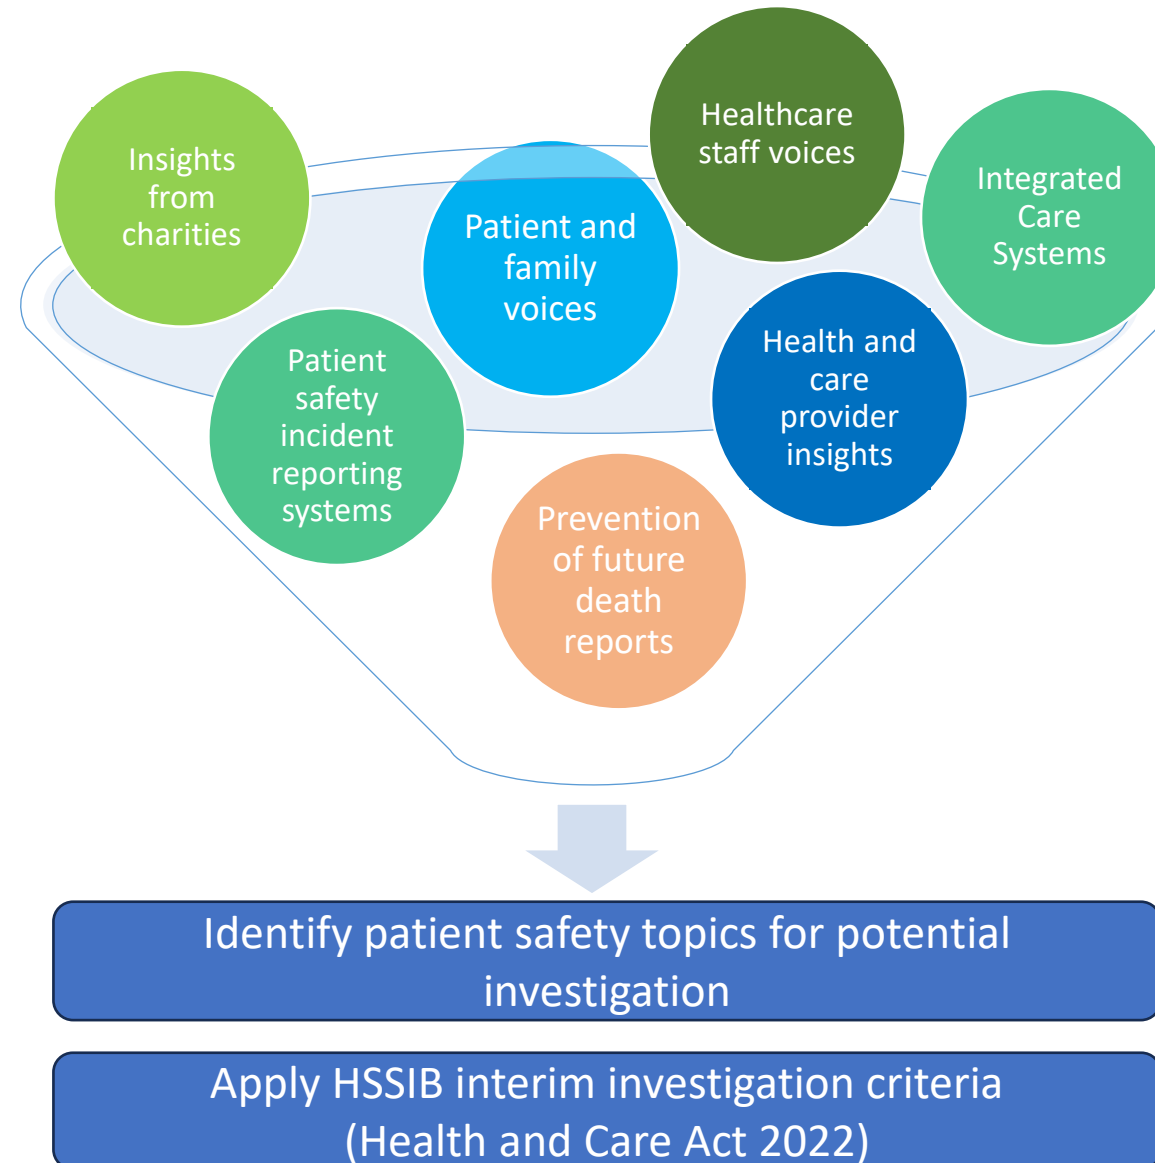 Insights
from
charities
Patient and
family
voices
Healthcare
staff voices
Integrated
Care
Systems
Patient
safety
incident
reporting
systems
Health and
care
provider
insights
Prevention
of future
death
reports
Identify patient safety topics for potential
investigation
Apply HSSIB interim investigation criteria
(Health and Care Act 2022)